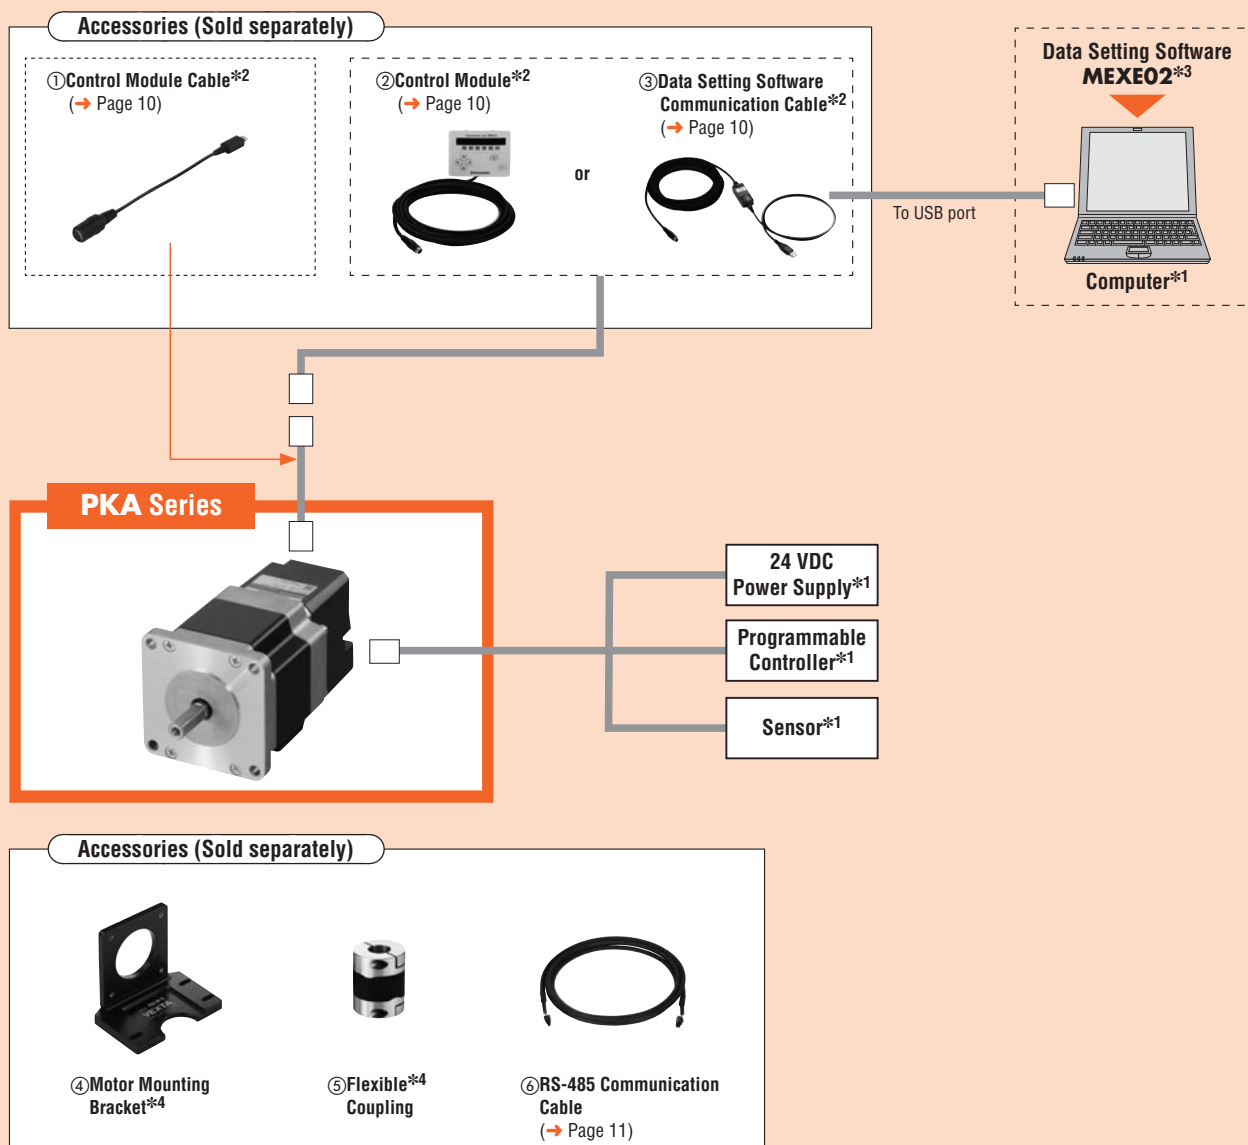 Accessories (Sold separately)
①Control Module Cable*2
(→ Page 10)
②Control Module*2
(→ Page 10)
or
③Data Setting Software
Communication Cable*2
(→ Page 10)
To USB port
Data Setting Software
MEXE02*3
Computer*1
PKA Series
24 VDC
Power Supply*1
Programmable
Controller*1
Sensor*1
Accessories (Sold separately)
VEXTA
④Motor Mounting
Bracket*4
⑤Flexible*4
Coupling
⑥RS-485 Communication
Cable
(→ Page 11)